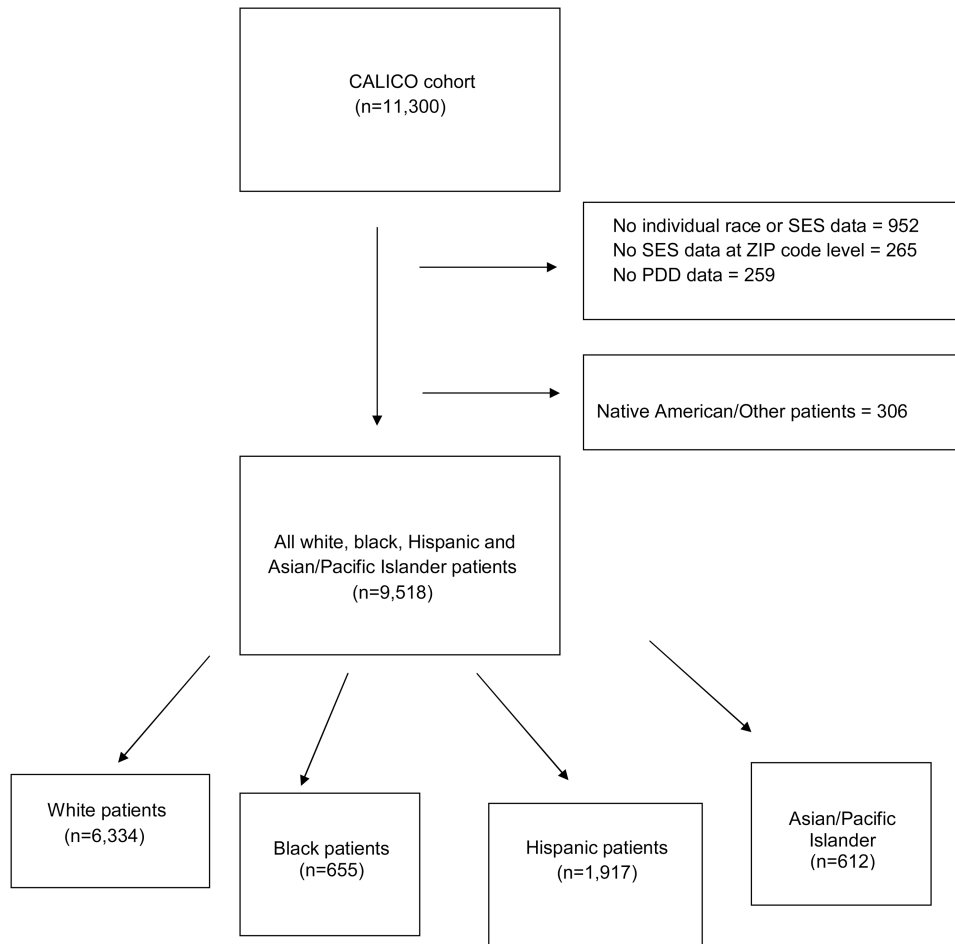 CALICO cohort
(n=11,300)
No individual race or SES data = 952
No SES data at ZIP code level = 265
No PDD data = 259
Native American/Other patients = 306
All white, black, Hispanic and
Asian/Pacific Islander patients
(n=9,518)
White patients
(n=6,334)
Black patients
(n=655)
Hispanic patients
(n=1,917)
Asian/Pacific
Islander
(n=612)